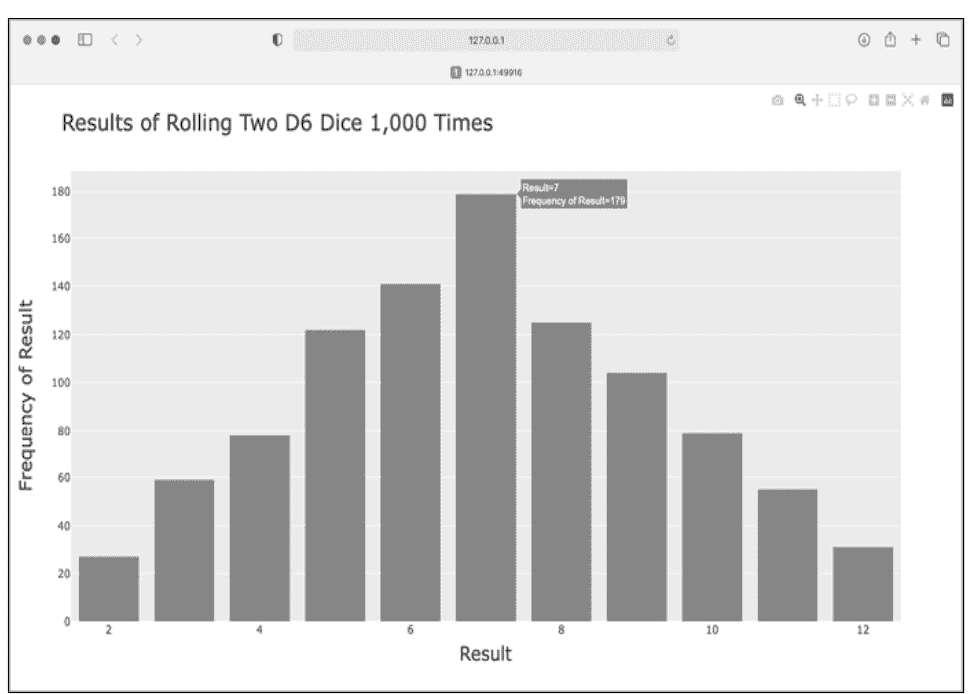 127.0.0.1
127.0.0.1:49916
Results of Rolling Two D6 Dice 1,000 Times
Result=7
Frequency of Result=179
180
160
140
120
100
80
60
40
20
0
Frequency of Result
2 4 6 8 10 12
Result